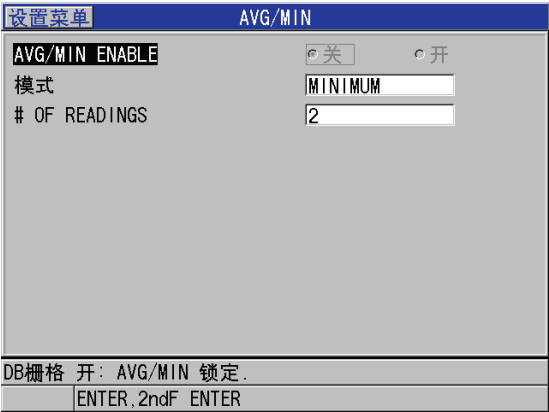 设置菜单 AVG/MIN
AVG/MIN ENABLE 关 开
模式 MINIMUM
# OF READINGS 2
DB栅格 开: AVG/MIN 锁定.
ENTER,2ndF ENTER